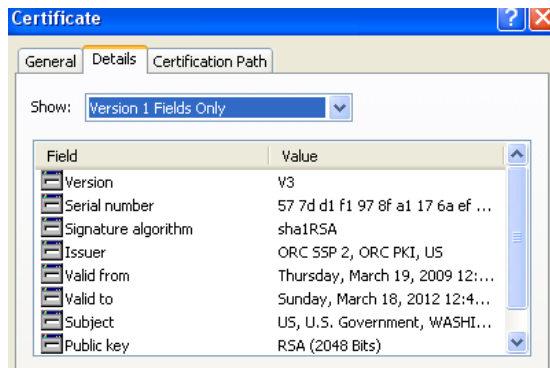 Certificate
General Details Certification Path
Show: Version 1 Fields Only
Field Value
Version V3
Serial number 57 7d d1 f1 97 8f a1 17 6a ef ...
Signature algorithm sha1RSA
Issuer ORC SSP 2, ORC PKI, US
Valid from Thursday, March 19, 2009 12:...
Valid to Sunday, March 18, 2012 12:4...
Subject US, U.S. Government, WASHI...
Public key RSA (2048 Bits)